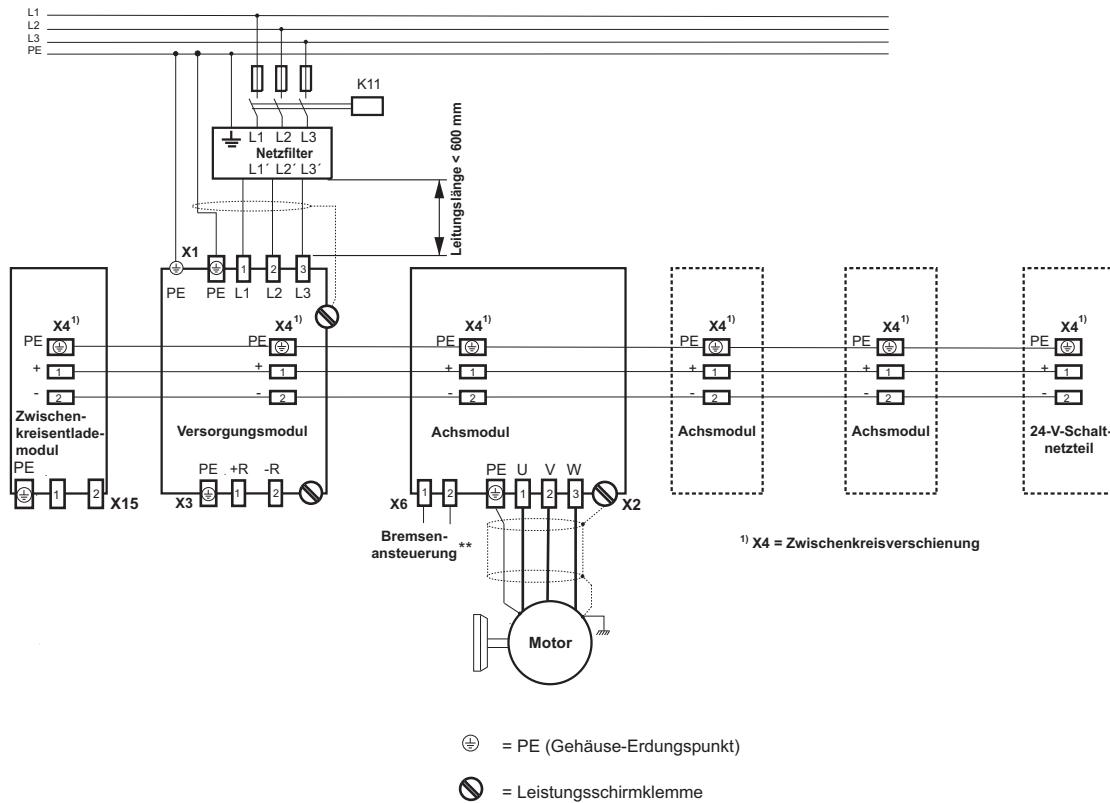 L1
L2
L3
PE
K11
L1 L2 L3
Netzfilter
L1´ L2´ L3´
Leitungslänge < 600 mm
X1
1 2 3
PE PE L1 L2 L3
X4¹⁾ X4¹⁾ X4¹⁾ X4¹⁾ X4¹⁾
PE PE PE PE PE PE
X4¹⁾
+ 1 + 1 + 1 + 1 + 1 + 1
- 2 - 2 - 2 - 2 - 2 - 2
Zwischen-
kreisentlade-
modul
Versorgungsmodul
Achsmodul
Achsmodul
Achsmodul
24-V-Schalt-
netzteil
PE
1 2
X15
PE +R -R
X3 1 2
PE U V W
X6 1 2 1 2 3 X2
Bremsen-
ansteuerung **
¹⁾ X4 = Zwischenkreisverschienung
Motor
= PE (Gehäuse-Erdungspunkt)
= Leistungsschirmklemme